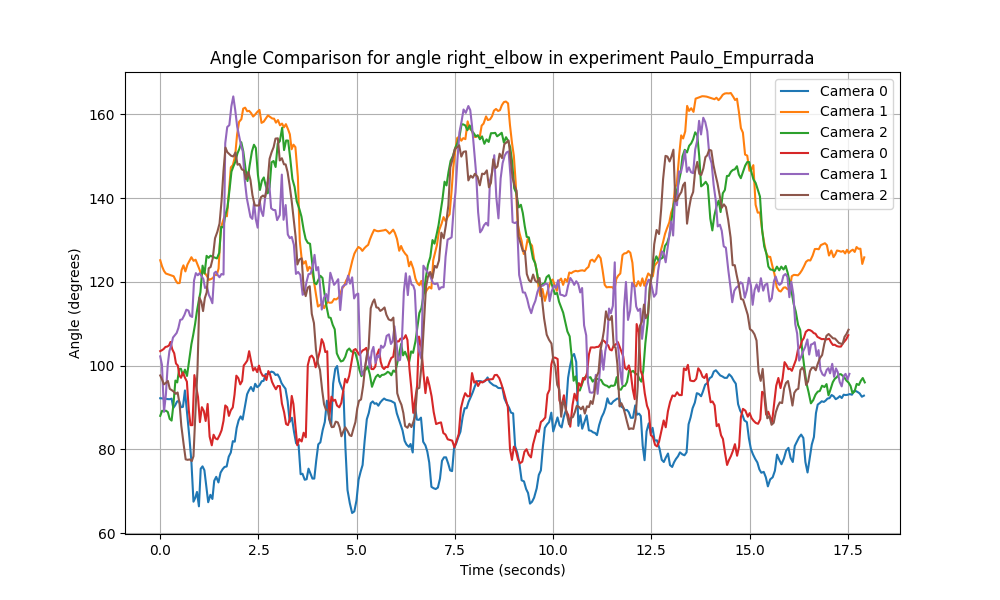 Angle Comparison for angle right_elbow in experiment Paulo_Empurrada
Camera 0
Camera 1
Camera 2
Camera 0
Camera 1
Camera 2
160
140
120
100
80
60
Angle (degrees)
0.0 2.5 5.0 7.5 10.0 12.5 15.0 17.5
Time (seconds)